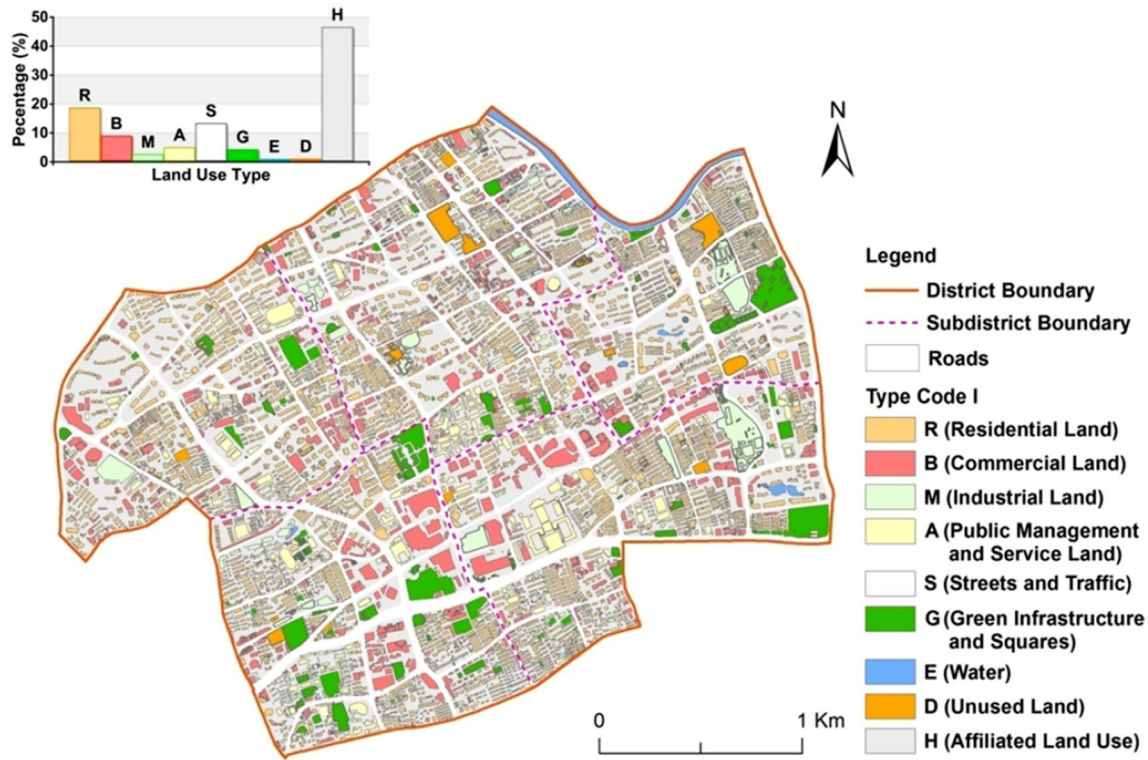 50
40
30
20
10
0
Pecentage (%)
R
B
M
A
S
G
E
D
H
Land Use Type
N
Legend
District Boundary
Subdistrict Boundary
Roads
Type Code I
R (Residential Land)
B (Commercial Land)
M (Industrial Land)
A (Public Management
and Service Land)
S (Streets and Traffic)
G (Green Infrastructure
and Squares)
E (Water)
D (Unused Land)
H (Affiliated Land Use)
0
1 Km